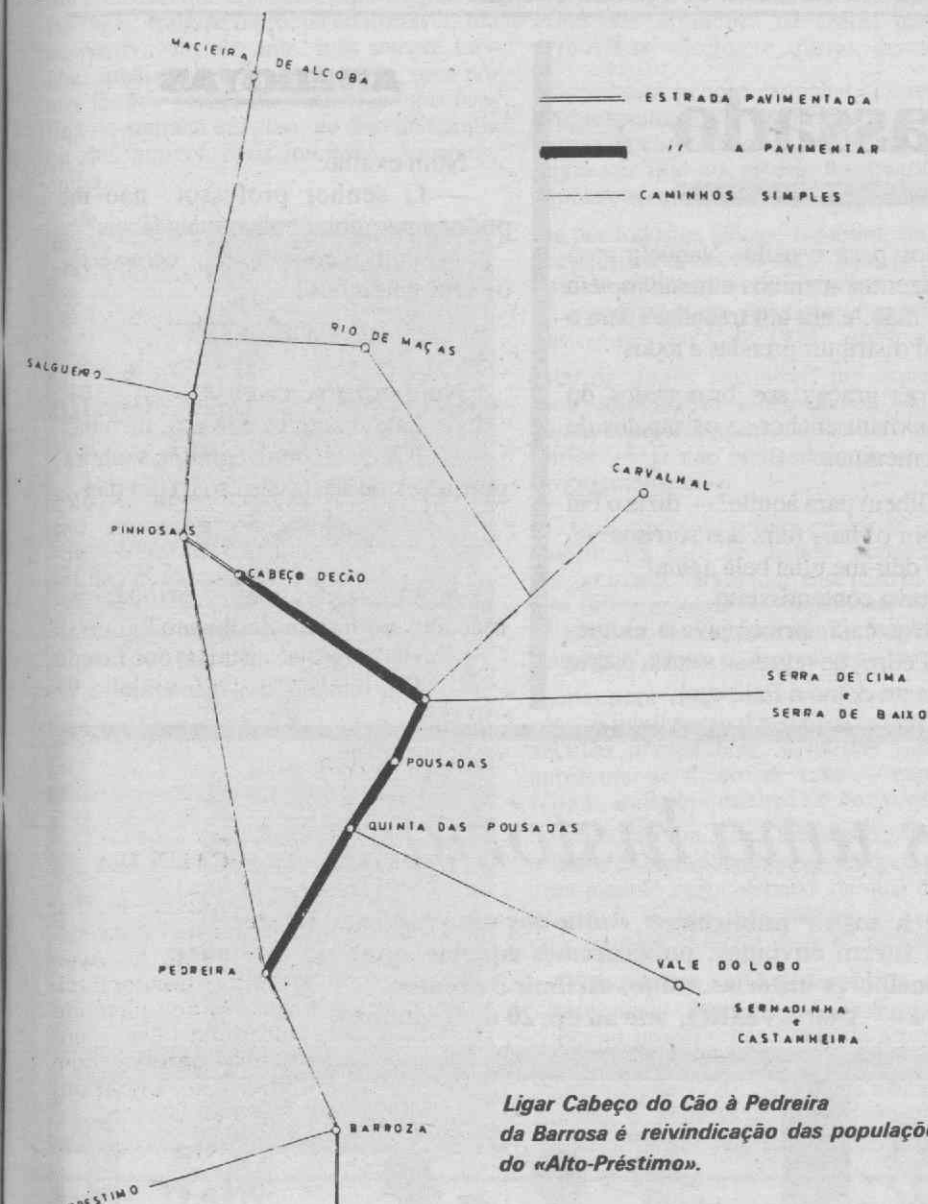 MACIEIRA DE ALCOBA
ESTRADA PAVIMENTADA
" A PAVIMENTAR
CAMINHOS SIMPLES
RIO DE MAÇAS
SALGUEIRO
CARVALHAL
PINHOSAS
CABEÇO DECÃO
SERRA DE CIMA
e
SERRA DE BAIXO
POUSADAS
QUINTA DAS POUSADAS
PEDREIRA
VALE DO LOBO
SERNADINHA
e
CASTANHEIRA
Ligar Cabeço do Cão à Pedreira
da Barrosa é reivindicação das populaçõe
do «Alto-Préstimo».
BARROZA
ESTIMO